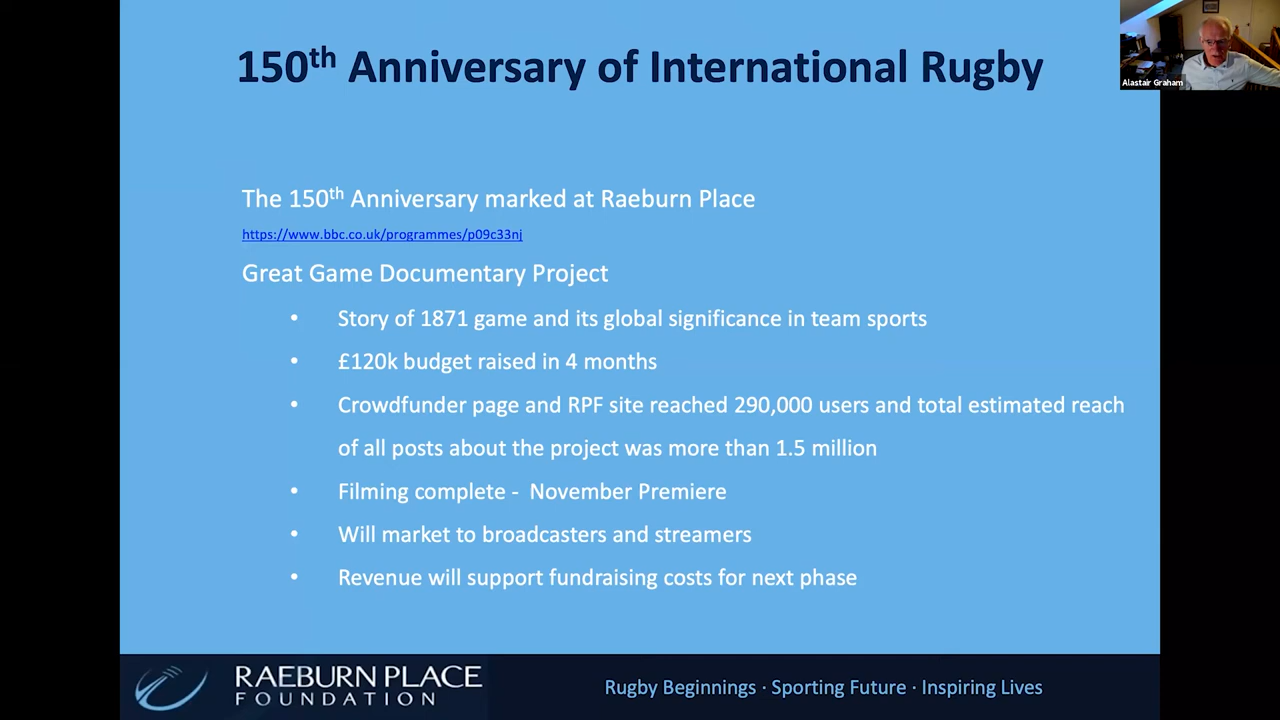 150th Anniversary of International Rugby
Alastair Graham
The 150th Anniversary marked at Raeburn Place
https://www.bbc.co.uk/programmes/p09c33nj
Great Game Documentary Project
• Story of 1871 game and its global significance in team sports
• £120k budget raised in 4 months
• Crowdfunder page and RPF site reached 290,000 users and total estimated reach
of all posts about the project was more than 1.5 million
• Filming complete - November Premiere
• Will market to broadcasters and streamers
• Revenue will support fundraising costs for next phase
RAEBURN PLACE
FOUNDATION
Rugby Beginnings · Sporting Future · Inspiring Lives